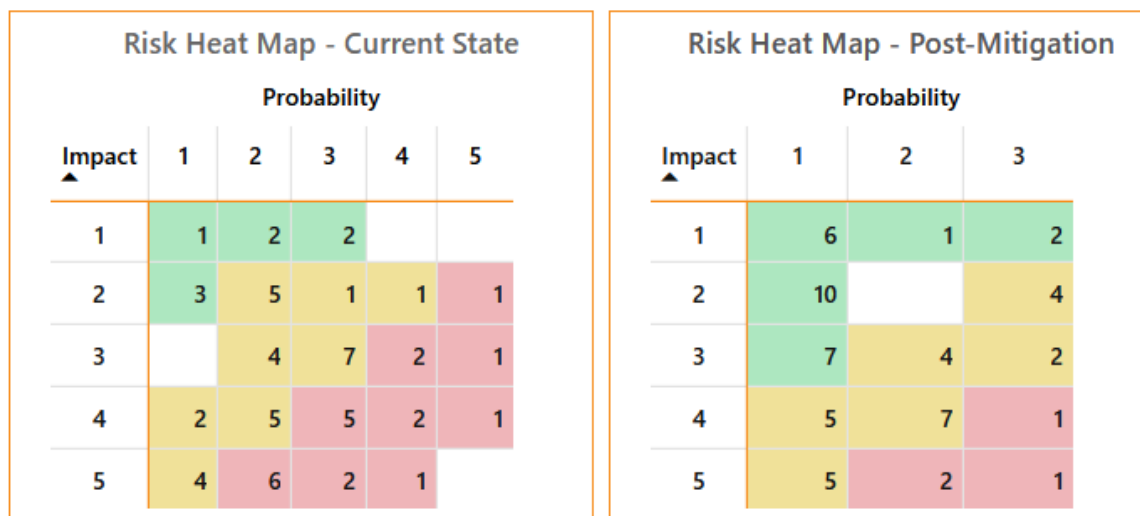 Risk Heat Map - Current State
Probability
Impact 1 2 3 4 5
1 1 2 2
2 3 5 1 1 1
3 4 7 2 1
4 2 5 5 2 1
5 4 6 2 1
Risk Heat Map - Post-Mitigation
Probability
Impact 1 2 3
1 6 1 2
2 10 4
3 7 4 2
4 5 7 1
5 5 2 1